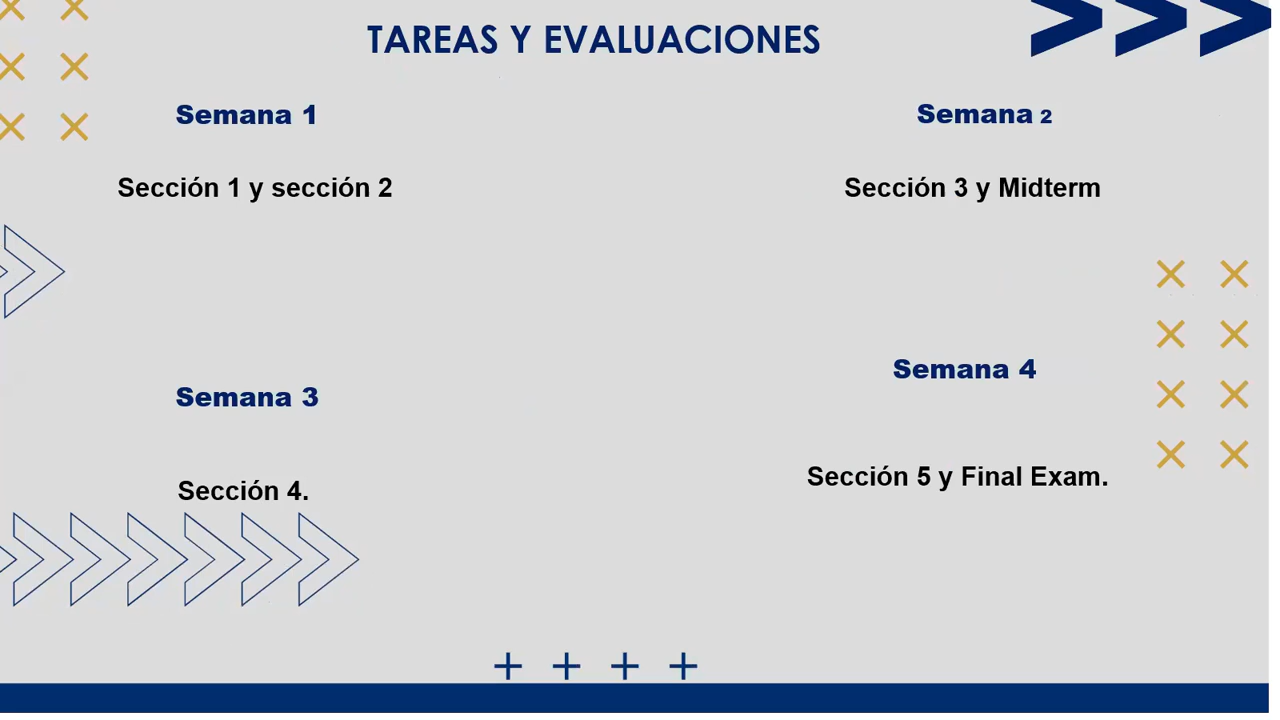 TAREAS Y EVALUACIONES
Semana 1
Sección 1 y sección 2
Semana 2
Sección 3 y Midterm
Semana 3
Sección 4.
Semana 4
Sección 5 y Final Exam.